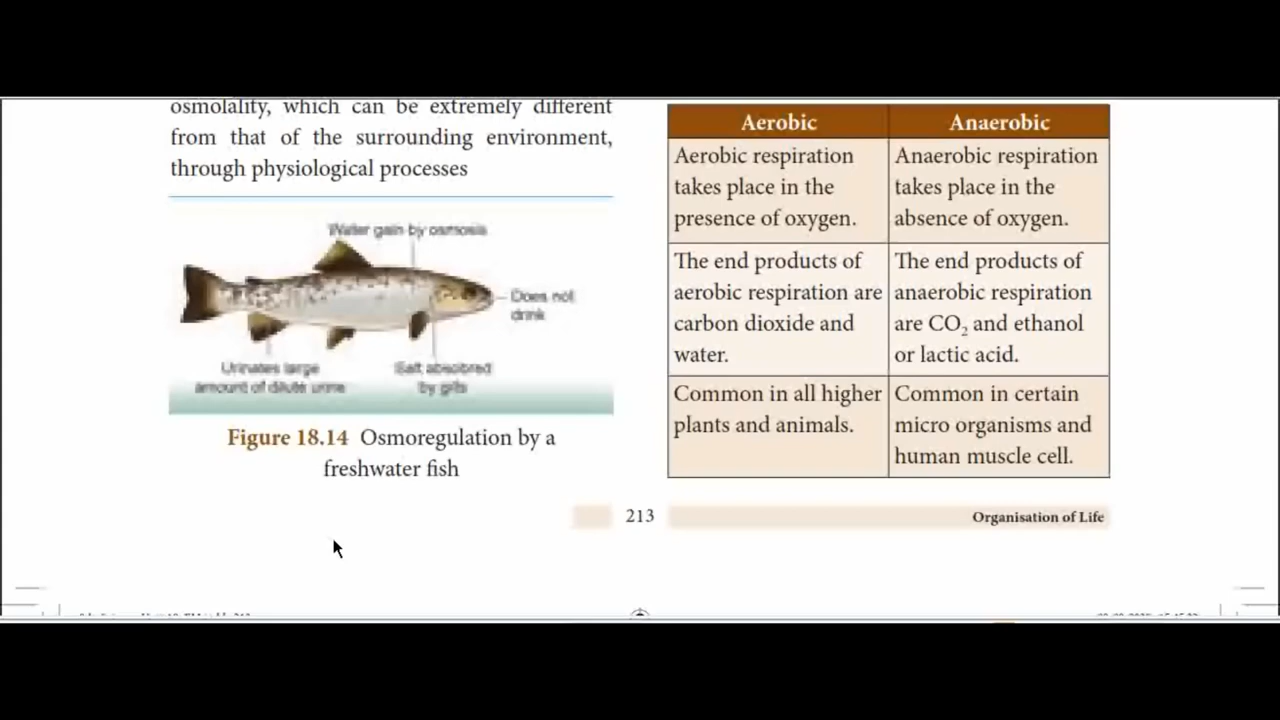 osmolality, which can be extremely different
from that of the surrounding environment,
through physiological processes
Water gain by osmosis
Does not
drink
Urinates large
amount of dilute urine
Salt absobred
by gills
Figure 18.14 Osmoregulation by a
freshwater fish
Aerobic
Anaerobic
Aerobic respiration
takes place in the
presence of oxygen.
Anaerobic respiration
takes place in the
absence of oxygen.
The end products of
aerobic respiration are
carbon dioxide and
water.
The end products of
anaerobic respiration
are CO₂ and ethanol
or lactic acid.
Common in all higher
plants and animals.
Common in certain
micro organisms and
human muscle cell.
213
Organisation of Life